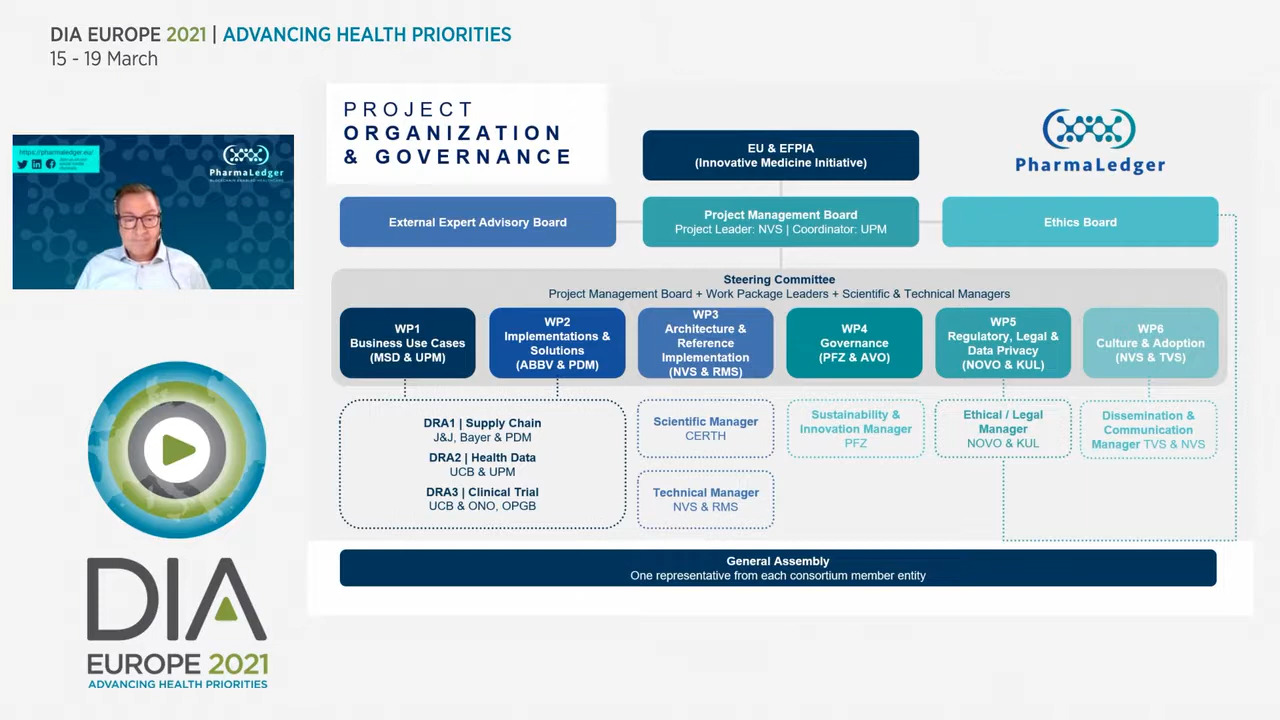 DIA EUROPE 2021 | ADVANCING HEALTH PRIORITIES
15 - 19 March
https://pharmaledger.eu/
PharmaLedger
PROJECT
ORGANIZATION
& GOVERNANCE
PharmaLedger
EU & EFPIA
(Innovative Medicine Initiative)
External Expert Advisory Board
Project Management Board
Project Leader: NVS | Coordinator: UPM
Ethics Board
Steering Committee
Project Management Board + Work Package Leaders + Scientific & Technical Managers
WP1
Business Use Cases
(MSD & UPM)
WP2
Implementations &
Solutions
(ABBV & PDM)
WP3
Architecture &
Reference
Implementation
(NVS & RMS)
WP4
Governance
(PFZ & AVO)
WP5
Regulatory, Legal &
Data Privacy
(NOVO & KUL)
WP6
Culture & Adoption
(NVS & TVS)
DRA1 | Supply Chain
J&J, Bayer & PDM
DRA2 | Health Data
UCB & UPM
DRA3 | Clinical Trial
UCB & ONO, OPGB
Scientific Manager
CERTH
Technical Manager
NVS & RMS
Sustainability &
Innovation Manager
PFZ
Ethical / Legal
Manager
NOVO & KUL
Dissemination &
Communication
Manager TVS & NVS
General Assembly
One representative from each consortium member entity
DIA
EUROPE 2021
ADVANCING HEALTH PRIORITIES